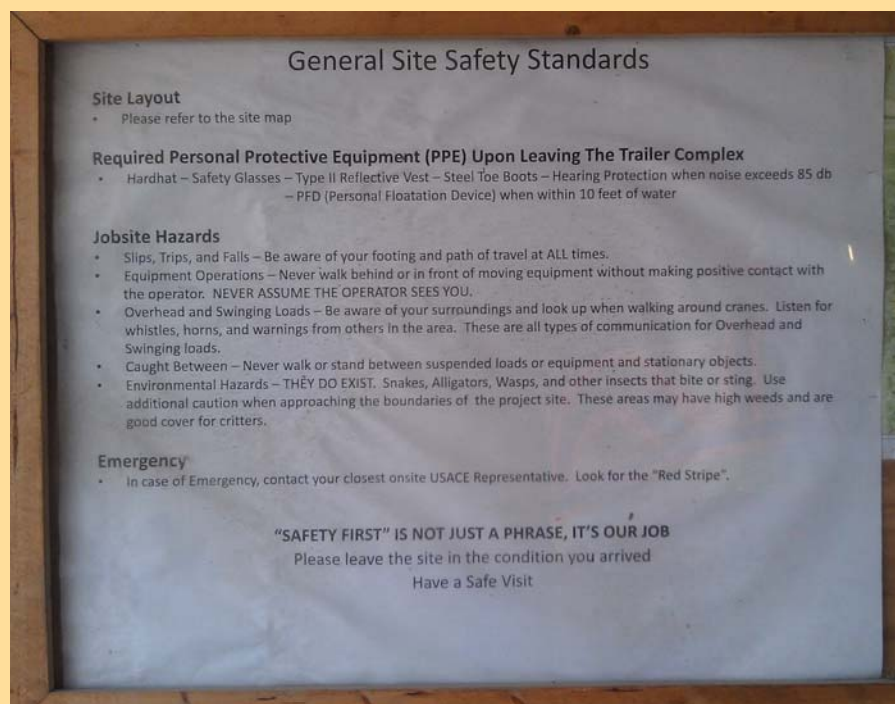 General Site Safety Standards
Site Layout
• Please refer to the site map
Required Personal Protective Equipment (PPE) Upon Leaving The Trailer Complex
• Hardhat – Safety Glasses – Type II Reflective Vest – Steel Toe Boots – Hearing Protection when noise exceeds 85 db
– PFD (Personal Floatation Device) when within 10 feet of water
Jobsite Hazards
• Slips, Trips, and Falls – Be aware of your footing and path of travel at ALL times.
• Equipment Operations – Never walk behind or in front of moving equipment without making positive contact with
the operator. NEVER ASSUME THE OPERATOR SEES YOU.
• Overhead and Swinging Loads – Be aware of your surroundings and look up when walking around cranes. Listen for
whistles, horns, and warnings from others in the area. These are all types of communication for Overhead and
Swinging loads.
• Caught Between – Never walk or stand between suspended loads or equipment and stationary objects.
• Environmental Hazards – THEY DO EXIST. Snakes, Alligators, Wasps, and other insects that bite or sting. Use
additional caution when approaching the boundaries of the project site. These areas may have high weeds and are
good cover for critters.
Emergency
• In case of Emergency, contact your closest onsite USACE Representative. Look for the “Red Stripe”.
“SAFETY FIRST” IS NOT JUST A PHRASE, IT’S OUR JOB
Please leave the site in the condition you arrived
Have a Safe Visit